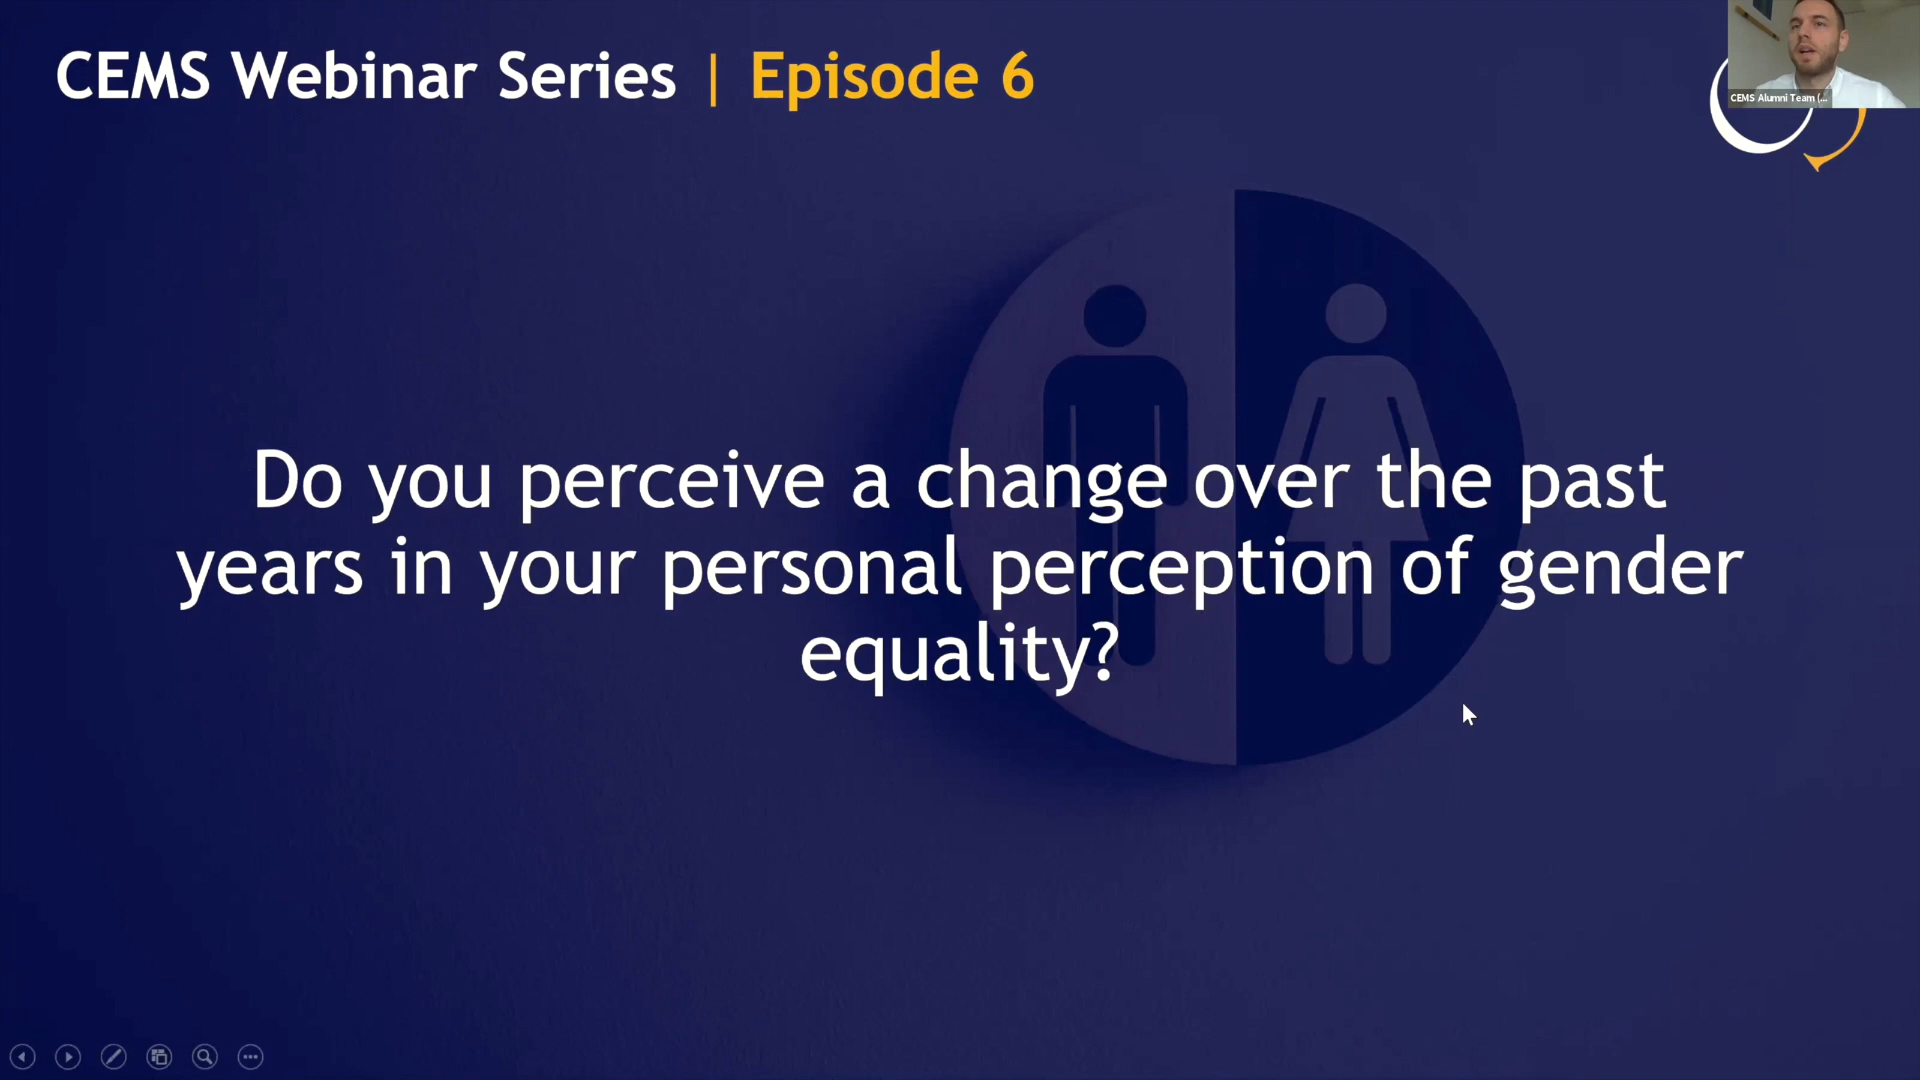 CEMS Webinar Series | Episode 6
CEMS Alumni Team (...
Do you perceive a change over the past
years in your personal perception of gender
equality?